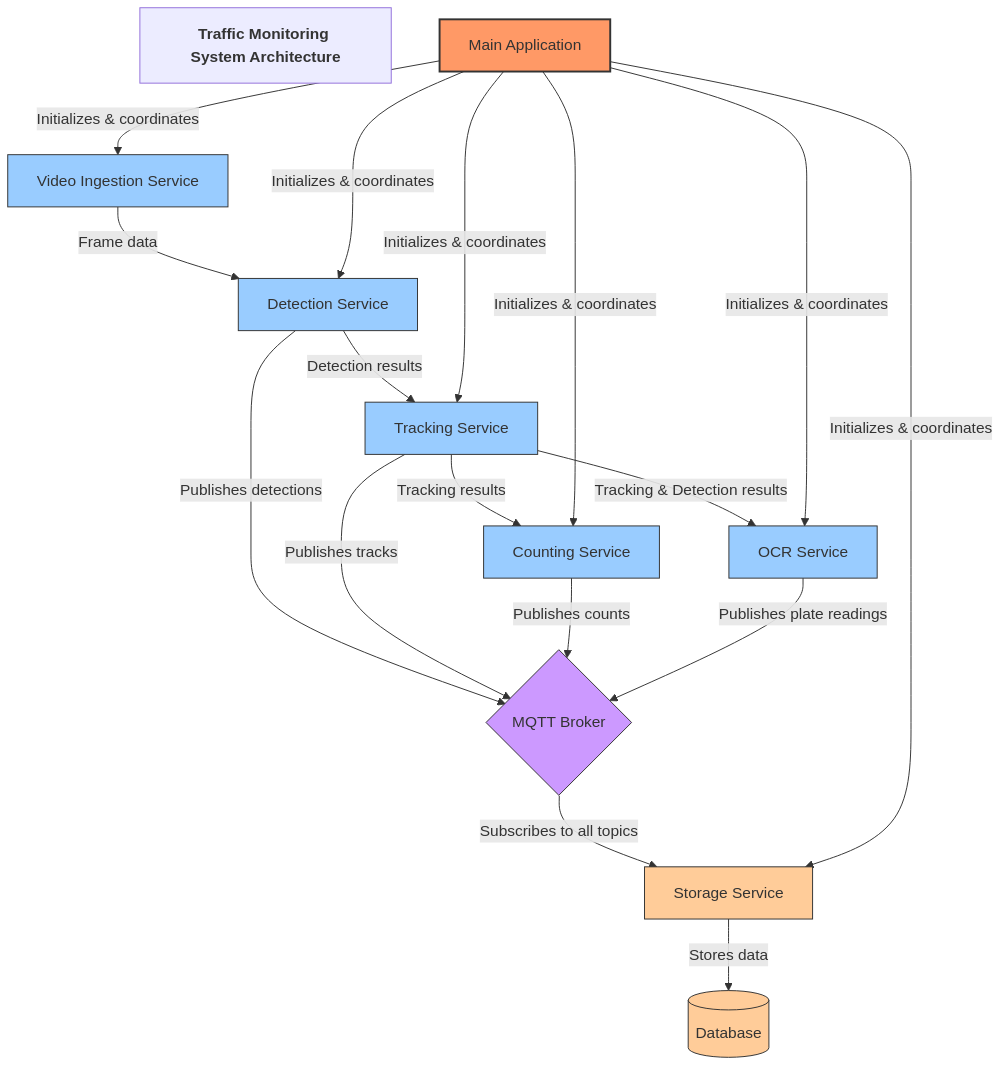 Traffic Monitoring
System Architecture
Main Application
Initializes & coordinates
Video Ingestion Service
Initializes & coordinates
Frame data
Initializes & coordinates
Detection Service
Initializes & coordinates
Initializes & coordinates
Detection results
Tracking Service
Initializes & coordinates
Publishes detections
Tracking results
Tracking & Detection results
Publishes tracks
Counting Service
OCR Service
Publishes counts
Publishes plate readings
MQTT Broker
Subscribes to all topics
Storage Service
Stores data
Database